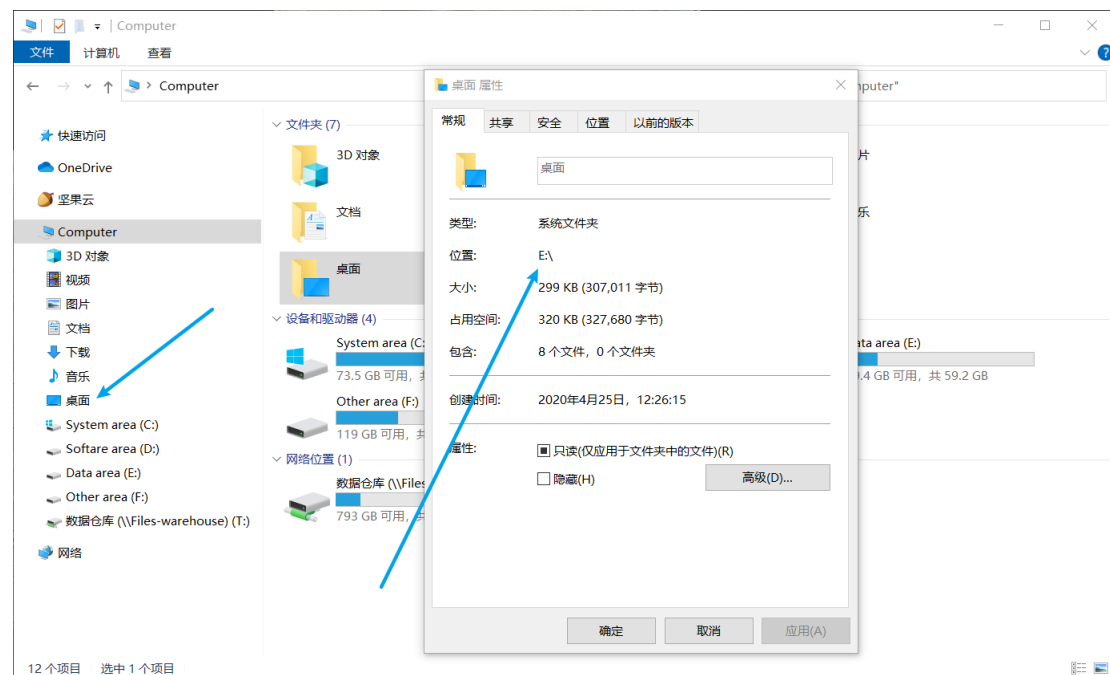 Computer
文件 计算机 查看
Computer
快速访问
OneDrive
坚果云
Computer
3D 对象
视频
图片
文档
下载
音乐
桌面
System area (C:)
Softare area (D:)
Data area (E:)
Other area (F:)
数据仓库 (\\Files-warehouse) (T:)
网络
文件夹 (7)
3D 对象
文档
桌面
设备和驱动器 (4)
System area (C:
73.5 GB 可用,
Other area (F:)
119 GB 可用,
网络位置 (1)
数据仓库 (\\Files
793 GB 可用,
puter"
片
乐
ata area (E:)
.4 GB 可用，共 59.2 GB
桌面 属性
常规 共享 安全 位置 以前的版本
桌面
类型: 系统文件夹
位置: E:\
大小: 299 KB (307,011 字节)
占用空间: 320 KB (327,680 字节)
包含: 8 个文件，0 个文件夹
创建时间: 2020年4月25日，12:26:15
属性: 只读(仅应用于文件夹中的文件)(R)
隐藏(H)
高级(D)...
确定 取消 应用(A)
12 个项目 选中 1 个项目